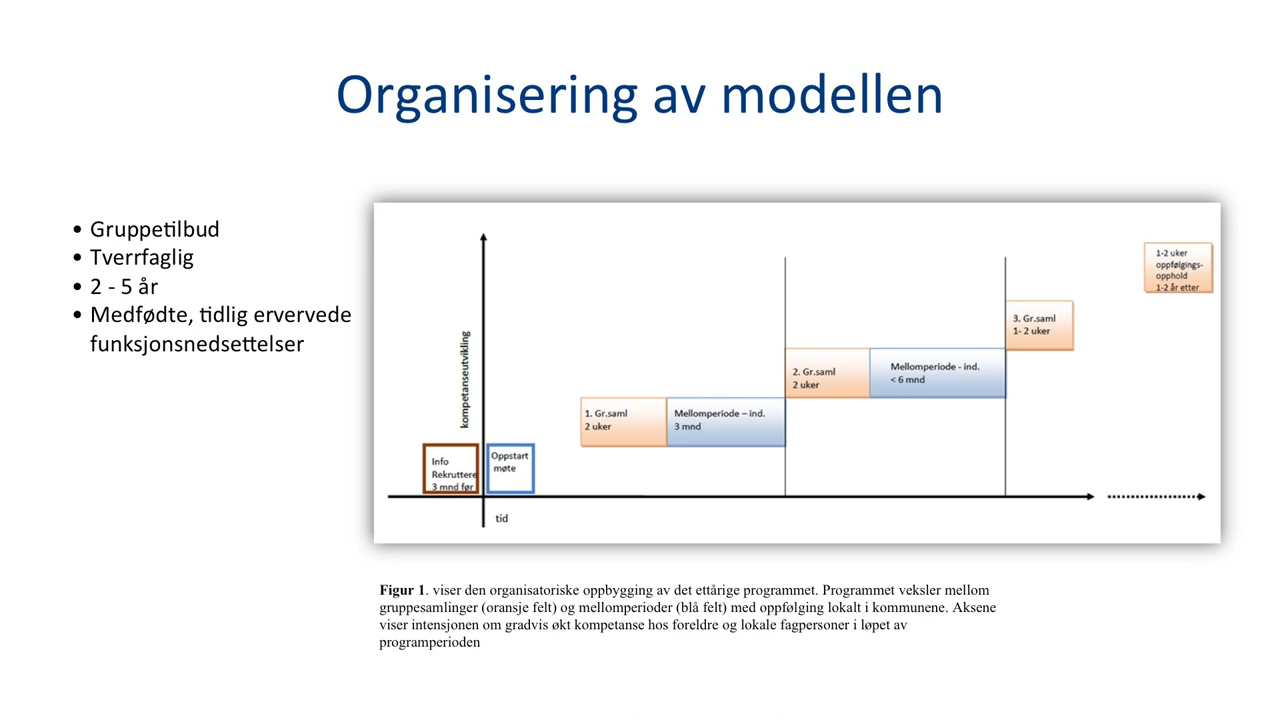 Organisering av modellen
• Gruppetilbud
• Tverrfaglig
• 2 - 5 år
• Medfødte, tidlig ervervede
funksjonsnedsettelser
kompetanseutvikling
Info
Rekruttere
3 mnd før
Oppstart
møte
tid
1. Gr.saml
2 uker
Mellomperiode – ind.
3 mnd
2. Gr.saml
2 uker
Mellomperiode - ind.
< 6 mnd
3. Gr.saml
1- 2 uker
1-2 uker
oppfølgings-
opphold
1-2 år etter
Figur 1. viser den organisatoriske oppbygging av det ettårige programmet. Programmet veksler mellom
gruppesamlinger (oransje felt) og mellomperioder (blå felt) med oppfølging lokalt i kommunene. Aksene
viser intensjonen om gradvis økt kompetanse hos foreldre og lokale fagpersoner i løpet av
programperioden